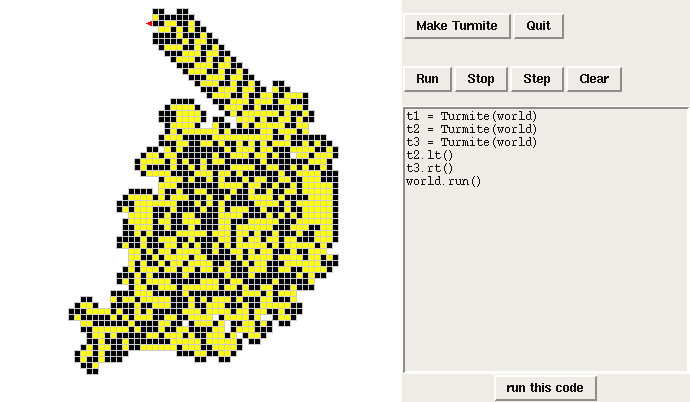 Make Turmite Quit
Run Stop Step Clear
t1 = Turmite(world)
t2 = Turmite(world)
t3 = Turmite(world)
t2.lt()
t3.rt()
world.run()
run this code